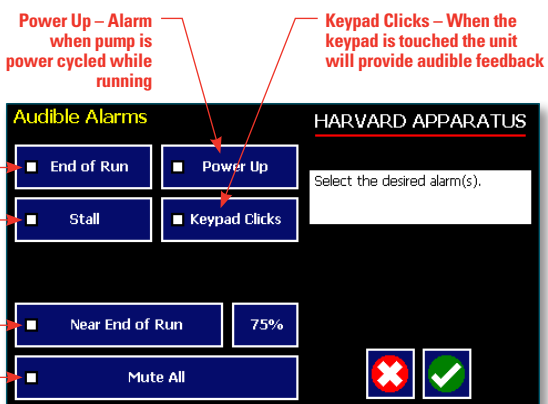 Power Up – Alarm
when pump is
power cycled while
running
Keypad Clicks – When the
keypad is touched the unit
will provide audible feedback
Audible Alarms
HARVARD APPARATUS
End of Run
Power Up
Select the desired alarm(s).
Stall
Keypad Clicks
Near End of Run
75%
Mute All